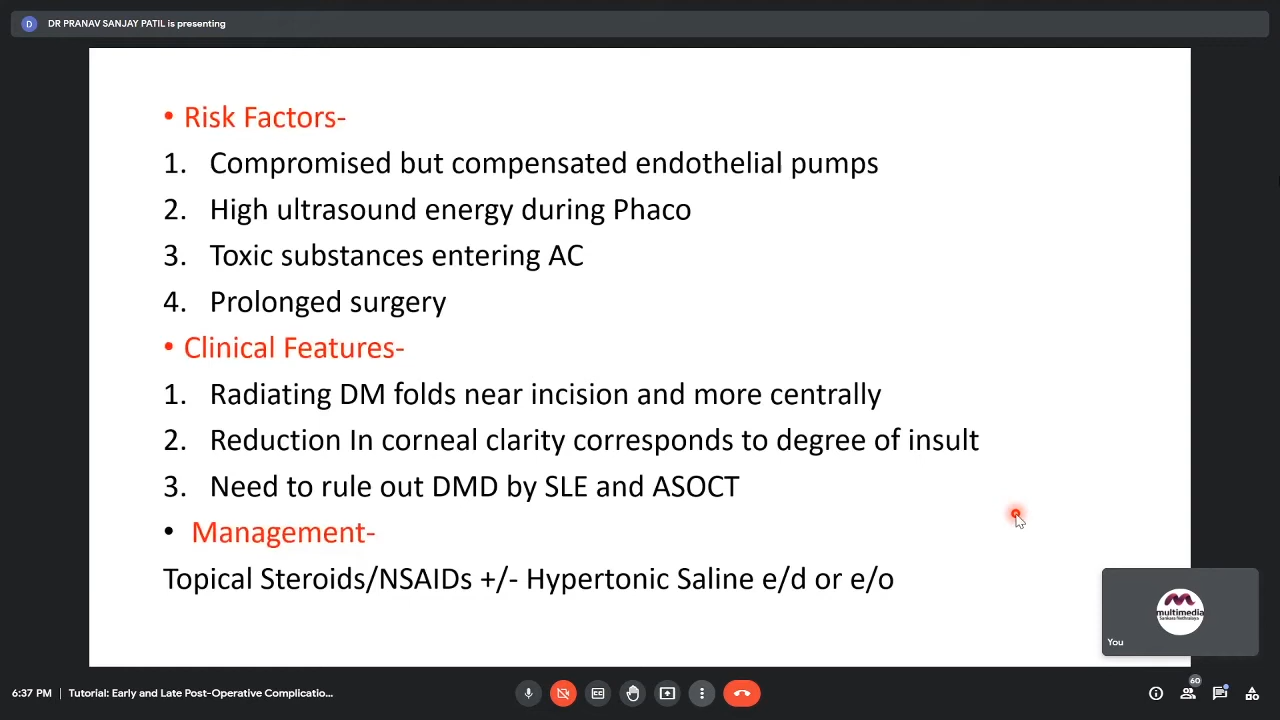 D DR PRANAV SANJAY PATIL is presenting
• Risk Factors-
1. Compromised but compensated endothelial pumps
2. High ultrasound energy during Phaco
3. Toxic substances entering AC
4. Prolonged surgery
• Clinical Features-
1. Radiating DM folds near incision and more centrally
2. Reduction In corneal clarity corresponds to degree of insult
3. Need to rule out DMD by SLE and ASOCT
• Management-
Topical Steroids/NSAIDs +/- Hypertonic Saline e/d or e/o
multimedia
Sankara Nethralaya
You
6:37 PM | Tutorial: Early and Late Post-Operative Complicatio...
60